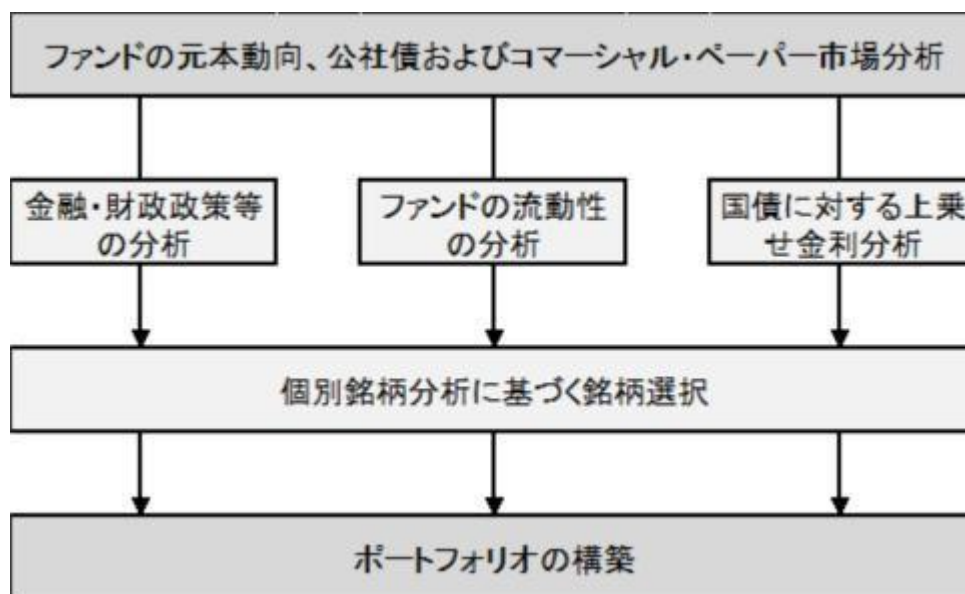 ファンドの元本動向、公社債およびコマーシャル・ペーパー市場分析
金融・財政政策等
の分析
ファンドの流動性
の分析
国債に対する上乗
せ金利分析
個別銘柄分析に基づく銘柄選択
ポートフォリオの構築